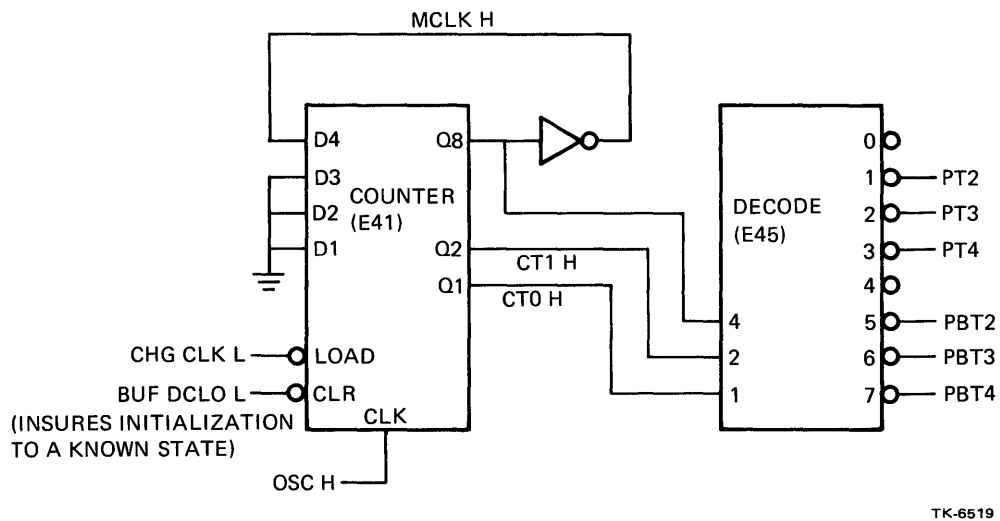 MCLK H
D4
D3
D2
D1
Q8
COUNTER
(E41)
Q2
Q1
CT1 H
CT0 H
CHG CLK L
LOAD
BUF DCLO L
CLR
(INSURES INITIALIZATION
TO A KNOWN STATE)
CLK
OSC H
DECODE
(E45)
4
2
1
0
1
PT2
2
PT3
3
PT4
4
5
PBT2
6
PBT3
7
PBT4
TK-6519